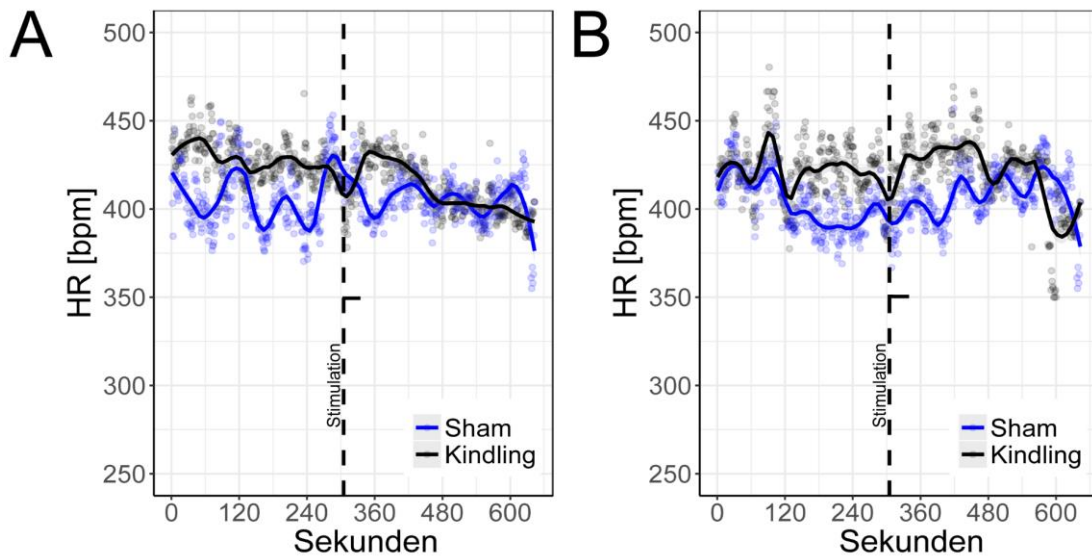 A
HR [bpm]
500
450
400
350
300
250
Stimulation
Sham
Kindling
0 120 240 360 480 600
Sekunden
B
HR [bpm]
500
450
400
350
300
250
Stimulation
Sham
Kindling
0 120 240 360 480 600
Sekunden